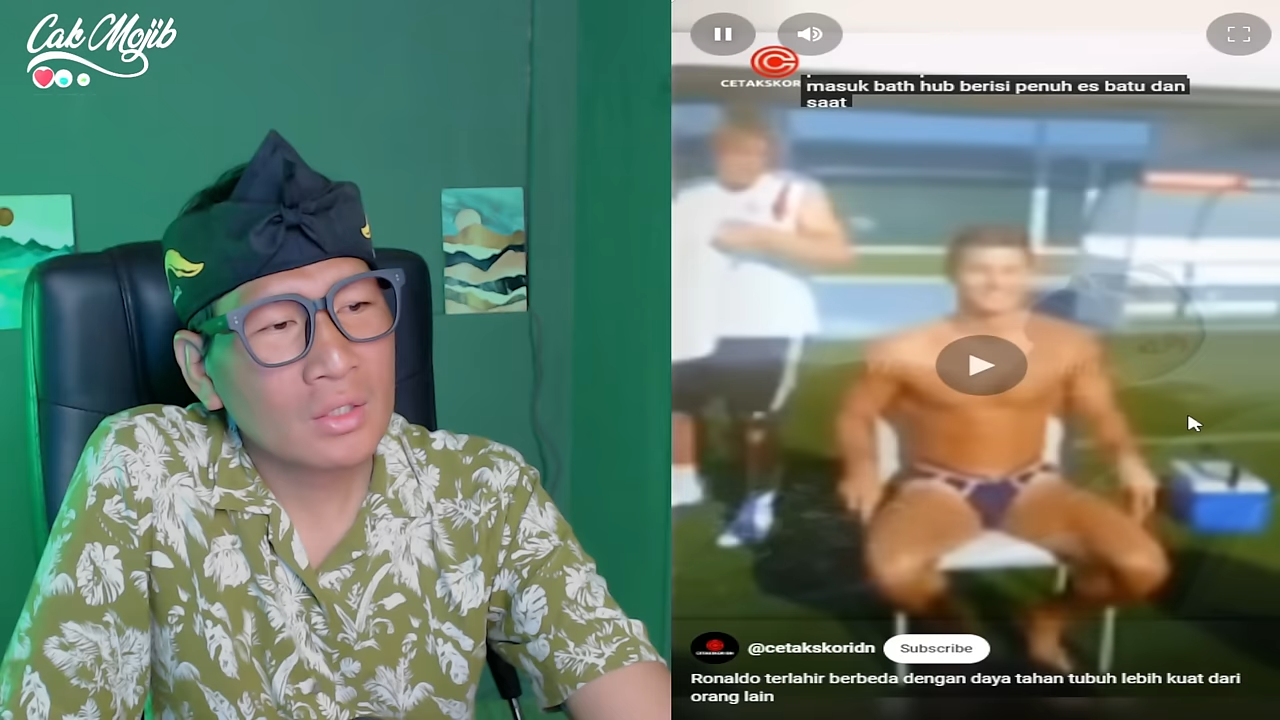 Cak Mojib
CETAKSKOR
masuk bath hub berisi penuh es batu dan
saat
@cetakskoridn
Subscribe
Ronaldo terlahir berbeda dengan daya tahan tubuh lebih kuat dari
orang lain